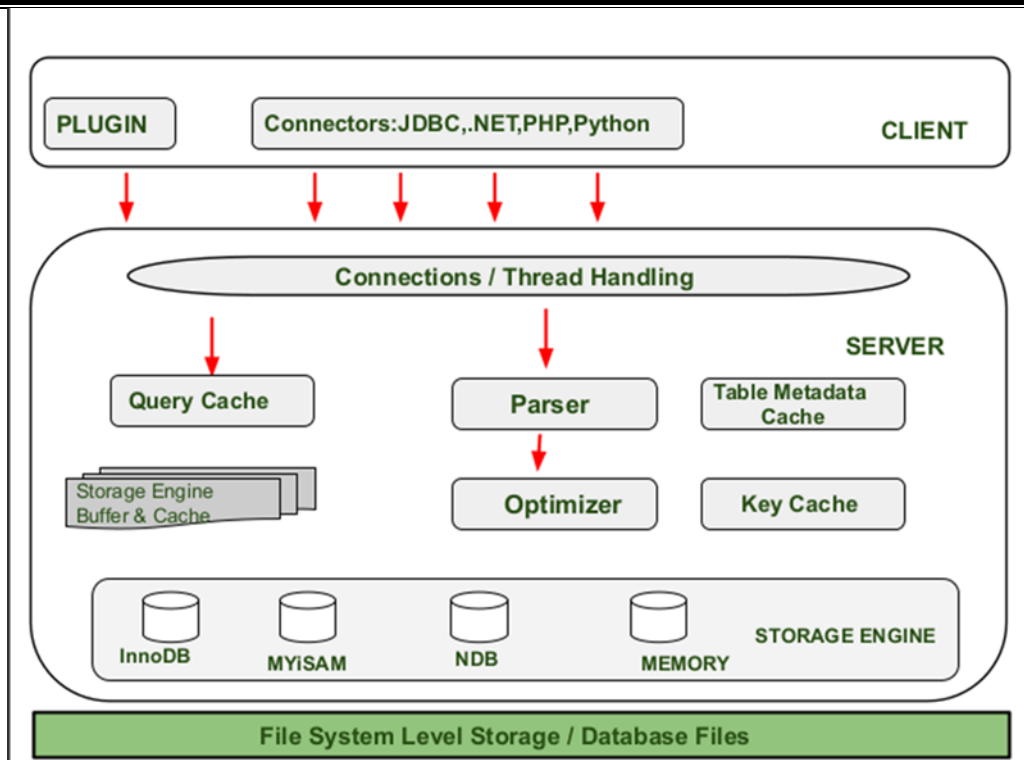 PLUGIN
Connectors:JDBC,.NET,PHP,Python
CLIENT
Connections / Thread Handling
SERVER
Query Cache
Parser
Table Metadata
Cache
Storage Engine
Buffer & Cache
Optimizer
Key Cache
InnoDB
MYiSAM
NDB
MEMORY
STORAGE ENGINE
File System Level Storage / Database Files